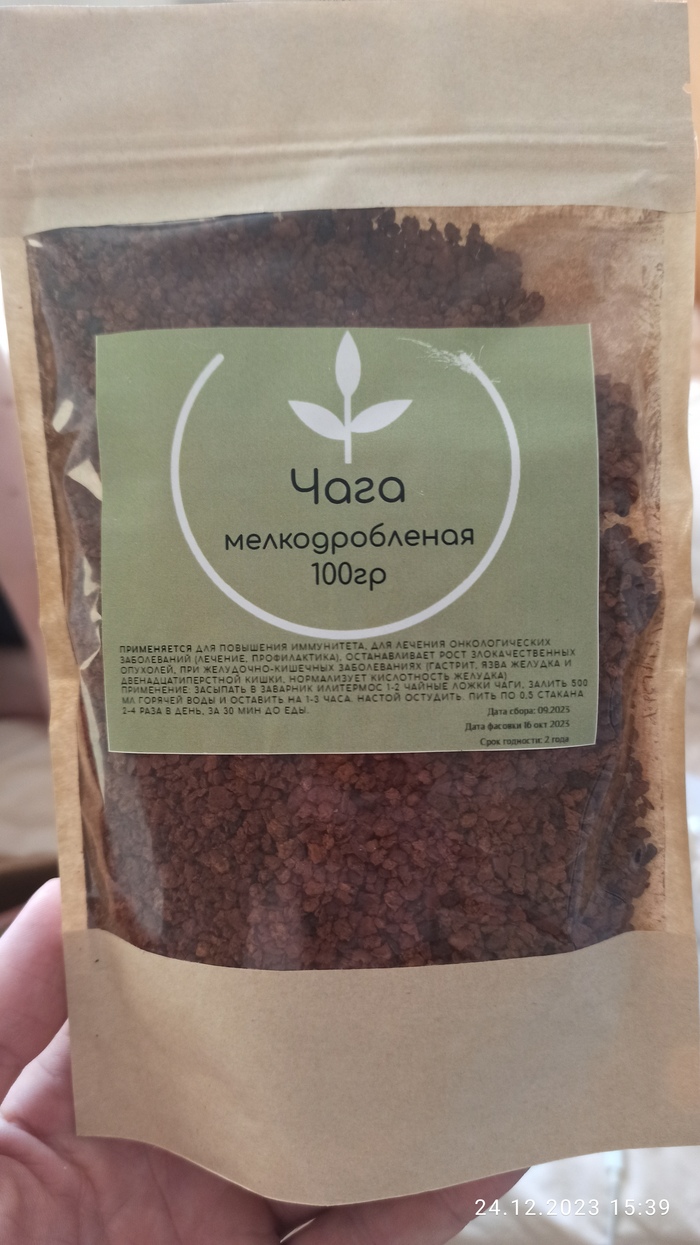 Чага
мелкодробленая
100гр
ПРИМЕНЯЕТСЯ ДЛЯ ПОВЫШЕНИЯ ИММУНИТЕТА, ДЛЯ ЛЕЧЕНИЯ ОНКОЛОГИЧЕСКИХ
ЗАБОЛЕВАНИЙ (ЛЕЧЕНИЕ, ПРОФИЛАКТИКА), ОСТАНАВЛИВАЕТ РОСТ ЗЛОКАЧЕСТВЕННЫХ
ОПУХОЛЕЙ, ПРИ ЖЕЛУДОЧНО-КИШЕЧНЫХ ЗАБОЛЕВАНИЯХ (ГАСТРИТ, ЯЗВА ЖЕЛУДКА И
ДВЕНАДЦАТИПЕРСТНОЙ КИШКИ, НОРМАЛИЗУЕТ КИСЛОТНОСТЬ ЖЕЛУДКА)
ПРИМЕНЕНИЕ: ЗАСЫПАТЬ В ЗАВАРНИК ИЛИТЕРМОС 1-2 ЧАЙНЫЕ ЛОЖКИ ЧАГИ, ЗАЛИТЬ 500
МЛ ГОРЯЧЕЙ ВОДЫ И ОСТАВИТЬ НА 1-3 ЧАСА. НАСТОЙ ОСТУДИТЬ. ПИТЬ ПО 0,5 СТАКАНА
2-4 РАЗА В ДЕНЬ, ЗА 30 МИН ДО ЕДЫ.
Дата сбора: 09.2023
Дата фасовки 16 окт 2023
Срок годности: 2 года
24.12.2023 15:39